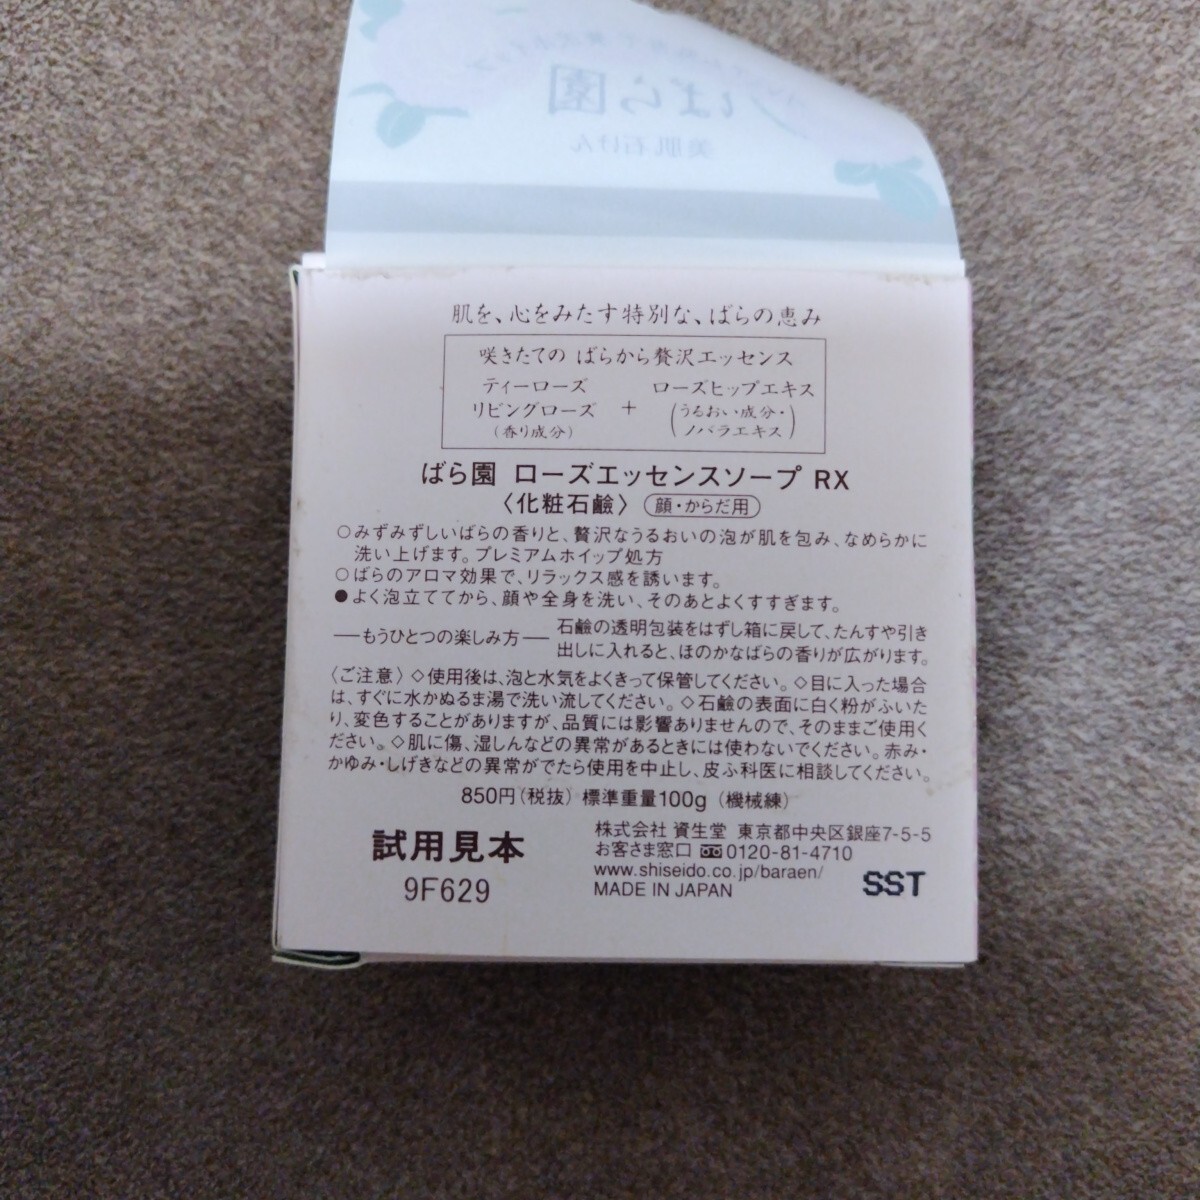 ばら園
美肌石けん
肌を、心をみたす特別な、ばらの恵み
咲きたての ばらから贅沢エッセンス
ティーローズ
リビングローズ
(香り成分)
+
ローズヒップエキス
(うるおい成分・
ノバラエキス)
ばら園 ローズエッセンスソープ RX
〈化粧石鹸〉 顔・からだ用
○みずみずしいばらの香りと、贅沢なうるおいの泡が肌を包み、なめらかに
洗い上げます。プレミアムホイップ処方
○ばらのアロマ効果で、リラックス感を誘います。
●よく泡立ててから、顔や全身を洗い、そのあとよくすすぎます。
―もうひとつの楽しみ方―
石鹸の透明包装をはずし箱に戻して、たんすや引き
出しに入れると、ほのかなばらの香りが広がります。
〈ご注意〉◇使用後は、泡と水気をよくきって保管してください。◇目に入った場合
は、すぐに水かぬるま湯で洗い流してください。◇石鹸の表面に白く粉がふいた
り、変色することがありますが、品質には影響ありませんので、そのままご使用く
ださい。◇肌に傷、湿しんなどの異常があるときには使わないでください。赤み・
かゆみ・しげきなどの異常がでたら使用を中止し、皮ふ科医に相談してください。
850円(税抜) 標準重量100g (機械練)
試用見本
9F629
株式会社 資生堂 東京都中央区銀座7-5-5
お客さま窓口 0120-81-4710
www.shiseido.co.jp/baraen/
MADE IN JAPAN
SST